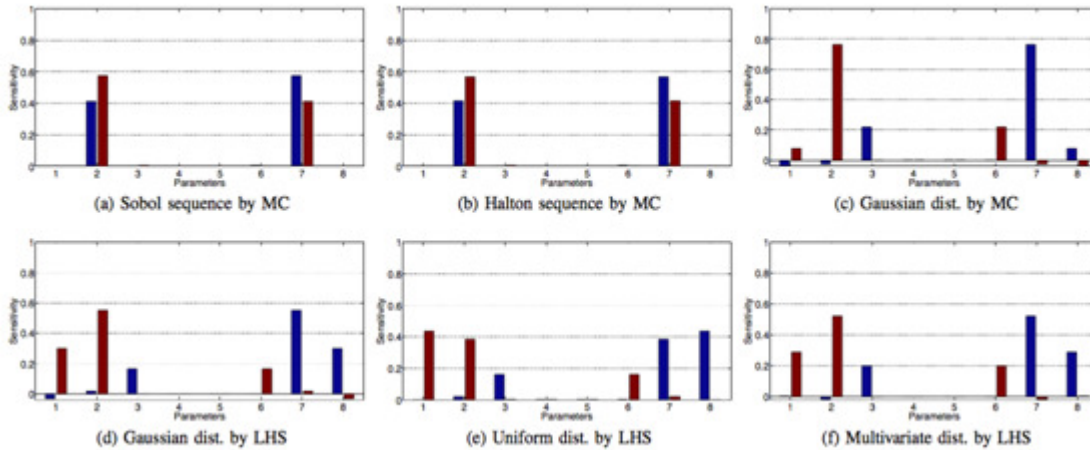 1
0.8
0.6
0.4
0.2
0
Sensitivity
1 2 3 4 5 6 7 8
Parameters
(a) Sobol sequence by MC
1
0.8
0.6
0.4
0.2
0
Sensitivity
1 2 3 4 5 6 7 8
Parameters
(b) Halton sequence by MC
1
0.8
0.6
0.4
0.2
0
Sensitivity
1 2 3 4 5 6 7 8
Parameters
(c) Gaussian dist. by MC
1
0.8
0.6
0.4
0.2
0
Sensitivity
1 2 3 4 5 6 7 8
Parameters
(d) Gaussian dist. by LHS
1
0.8
0.6
0.4
0.2
0
Sensitivity
1 2 3 4 5 6 7 8
Parameters
(e) Uniform dist. by LHS
1
0.8
0.6
0.4
0.2
0
Sensitivity
1 2 3 4 5 6 7 8
Parameters
(f) Multivariate dist. by LHS